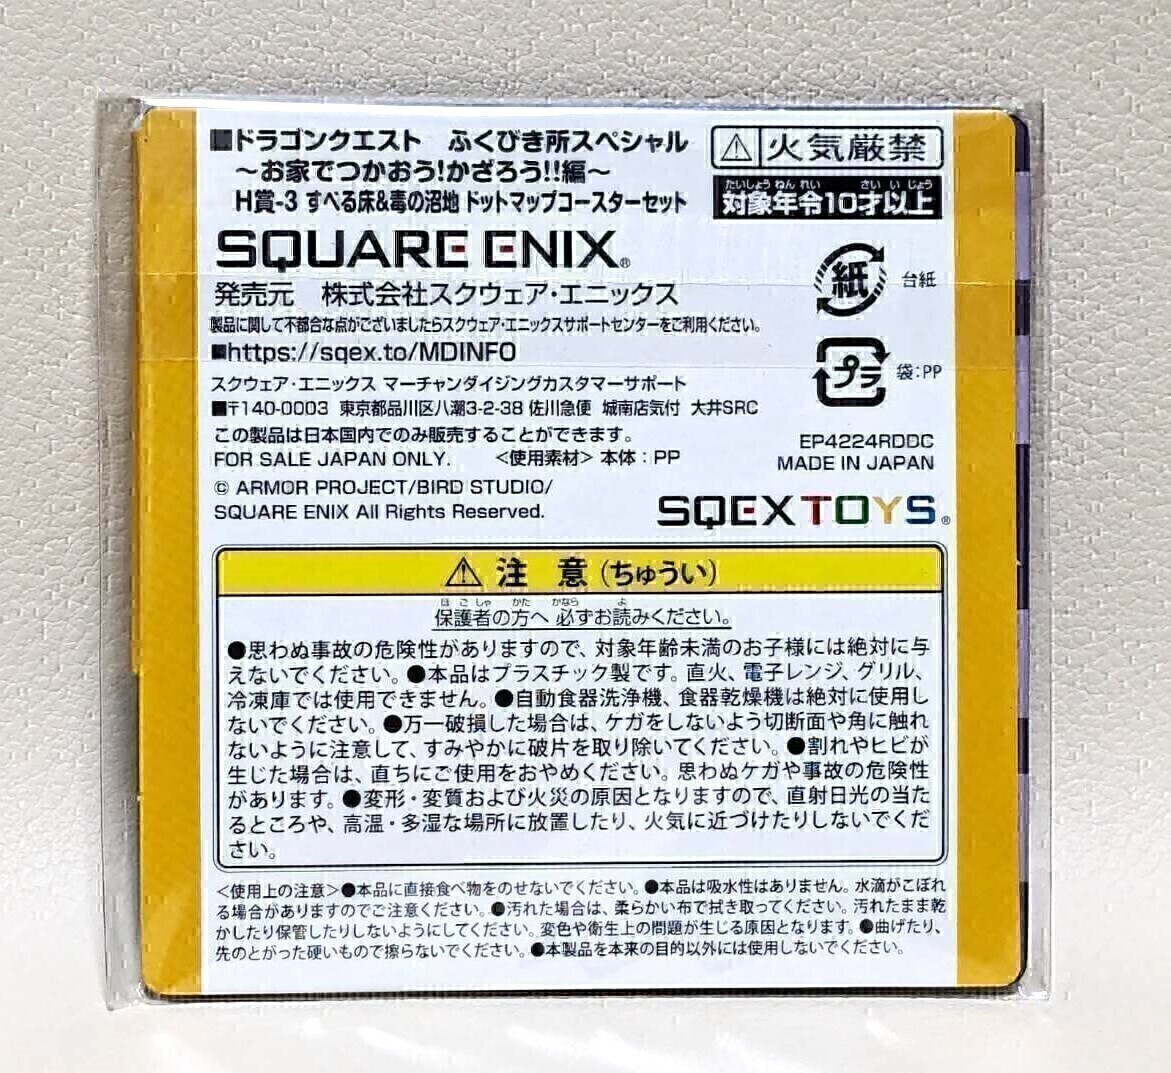 ■ドラゴンクエスト　ふくびき所スペシャル
～お家でつかおう!かざろう!!編～
H賞-3 すべる床&毒の沼地 ドットマップコースターセット
⚠火気厳禁
たいしょう ねん れい　さい い じょう
対象年令10才以上
SQUARE ENIX®
発売元　株式会社スクウェア・エニックス
製品に関して不都合な点がございましたらスクウェア・エニックスサポートセンターをご利用ください。
■https://sqex.to/MDINFO
スクウェア・エニックス マーチャンダイジングカスタマーサポート
■〒140-0003 東京都品川区八潮3-2-38 佐川急便 城南店気付 大井SRC
この製品は日本国内でのみ販売することができます。
FOR SALE JAPAN ONLY. <使用素材> 本体：PP
© ARMOR PROJECT/BIRD STUDIO/
SQUARE ENIX All Rights Reserved.
紙 台紙
プラ 袋：PP
EP4224RDDC
MADE IN JAPAN
SQEX TOYS®
⚠ 注　意（ちゅうい）
ほ ご しゃ　かた　かなら　よ
保護者の方へ 必ずお読みください。
●思わぬ事故の危険性がありますので、対象年齢未満のお子様には絶対に与
えないでください。●本品はプラスチック製です。直火、電子レンジ、グリル、
冷凍庫では使用できません。●自動食器洗浄機、食器乾燥機は絶対に使用し
ないでください。●万一破損した場合は、ケガをしないよう切断面や角に触れ
ないように注意して、すみやかに破片を取り除いてください。●割れやヒビが
生じた場合は、直ちにご使用をおやめください。思わぬケガや事故の危険性
があります。●変形・変質および火災の原因となりますので、直射日光の当た
るところや、高温・多湿な場所に放置したり、火気に近づけたりしないでくだ
さい。
<使用上の注意>●本品に直接食べ物をのせないでください。●本品は吸水性はありません。水滴がこぼれ
る場合がありますのでご注意ください。●汚れた場合は、柔らかい布で拭き取ってください。汚れたまま乾
かしたり保管したりしないようにしてください。変色や衛生上の問題が生じる原因となります。●曲げたり、
先のとがった硬いもので擦らないでください。●本製品を本来の目的以外には使用しないでください。